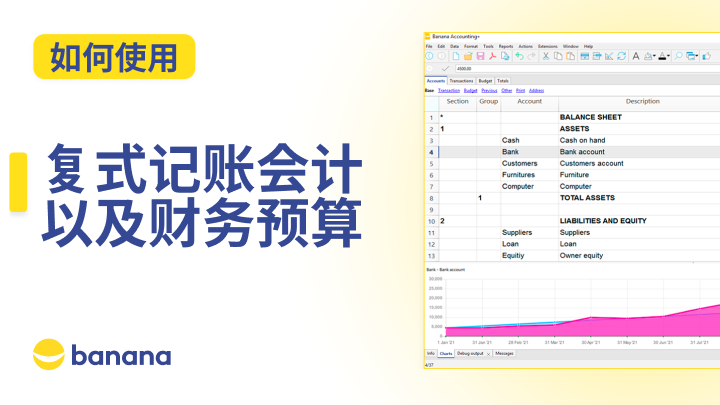 如何使用
复式记账会计
以及财务预算
banana
Banana Accounting+
File Edit Data Format Tools Reports Actions Extensions Window Help
4500.00
Accounts Transactions Budget Totals
Base Transaction Budget Previous Other Print Address
Section Group Account Description
1 * BALANCE SHEET
2 1 ASSETS
3 Cash Cash on hand
4 Bank Bank account
5 Customers Customers account
6 Furnitures Furniture
7 Computer Computer
8 1 TOTAL ASSETS
9
10 2 LIABILITIES AND EQUITY
11 Suppliers Suppliers
12 Loan Loan
13 Equitiy Owner equity
Bank - Bank account
30,000
25,000
20,000
15,000
10,000
5,000
0
1 Jan '21 31 Jan '21 28 Feb '21 31 Mar '21 30 Apr '21 31 May '21 30 Jun '21 31 Jul '21
Info Charts Debug output Messages
4/37